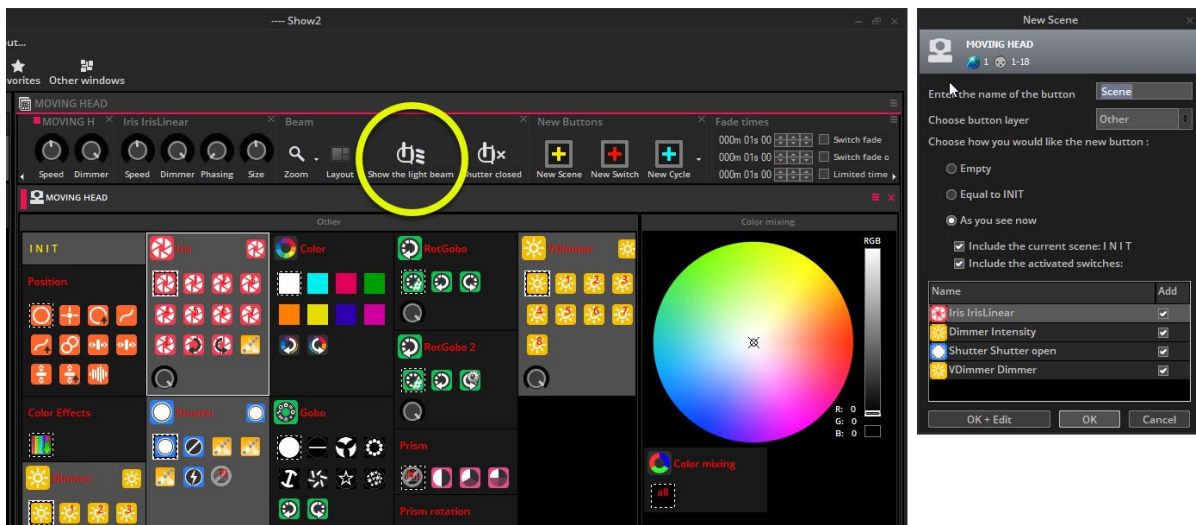 ---- Show2
out...
vorites Other windows
MOVING HEAD
MOVING H Iris IrisLinear Beam New Buttons Fade times
000m 01s 00 Switch fade
000m 01s 00 Switch fade o
000m 01s 00 Limited time
Speed Dimmer Speed Dimmer Phasing Size Zoom Layout Show the light beam Shutter closed New Scene New Switch New Cycle
MOVING HEAD
Other Color mixing
I N I T Iris Color RotGobo VDimmer RGB
Position
RotGobo 2
Color Effects Shutter Gobo
R: 0
G: 0
B: 0
Prism
Color mixing
Dimmer
all
Prism rotation
New Scene
MOVING HEAD
1 1-18
Enter the name of the button Scene
Choose button layer Other
Choose how you would like the new button :
Empty
Equal to INIT
As you see now
Include the current scene: I N I T
Include the activated switches:
Name Add
Iris IrisLinear
Dimmer Intensity
Shutter Shutter open
VDimmer Dimmer
OK + Edit OK Cancel